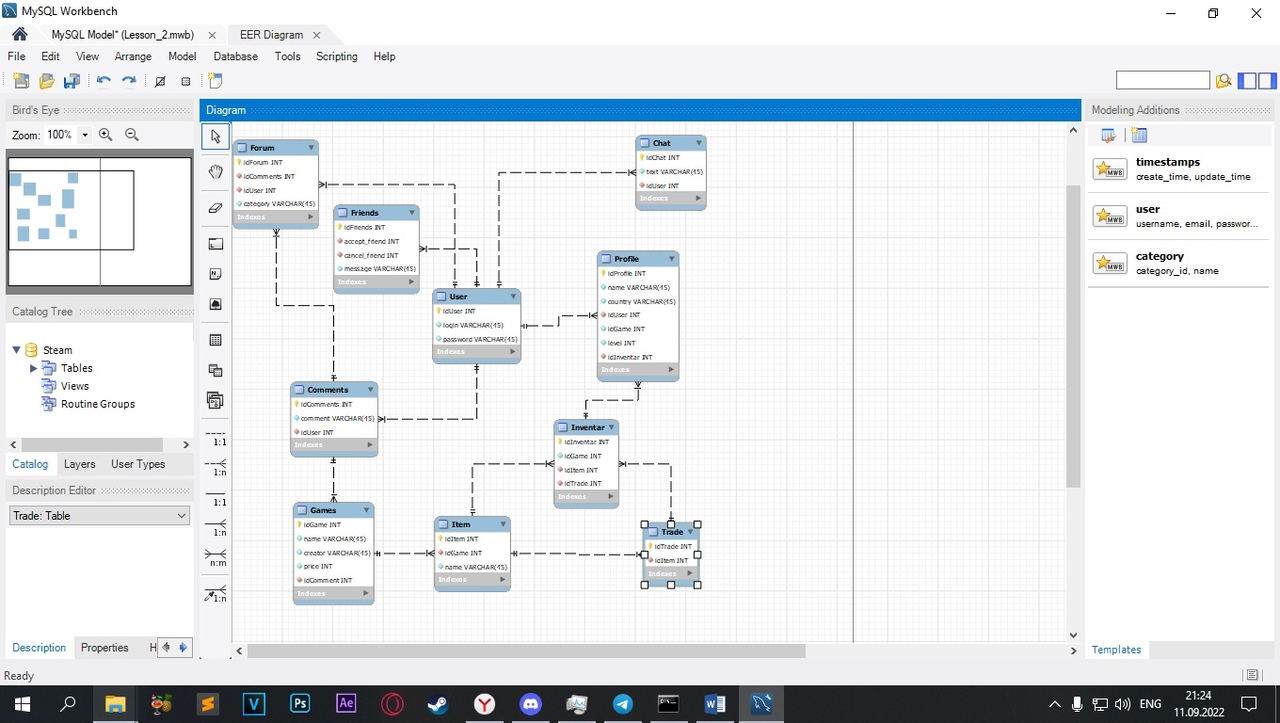 MySQL Workbench
MySQL Model* (Lesson_2.mwb)
EER Diagram
File Edit View Arrange Model Database Tools Scripting Help
Bird's Eye
Zoom: 100%
Catalog Tree
Steam
Tables
Views
Routine Groups
Catalog Layers User Types
Description Editor
Trade: Table
Description Properties H
Ready
Diagram
1:1
1:n
1:1
1:n
n:m
1:n
Forum
idForum INT
idComments INT
idUser INT
category VARCHAR(45)
Indexes
Friends
idFriends INT
accept_friend INT
cancel_friend INT
message VARCHAR(45)
Indexes
Chat
idChat INT
text VARCHAR(45)
idUser INT
Indexes
User
idUser INT
login VARCHAR(45)
password VARCHAR(45)
Indexes
Profile
idProfile INT
name VARCHAR(45)
country VARCHAR(45)
idUser INT
idGame INT
level INT
idInventar INT
Indexes
Comments
idComments INT
comment VARCHAR(45)
idUser INT
Indexes
Inventar
idInventar INT
idGame INT
idItem INT
idTrade INT
Indexes
Games
idGame INT
name VARCHAR(45)
creator VARCHAR(45)
price INT
idComment INT
Indexes
Item
idItem INT
idGame INT
name VARCHAR(45)
Indexes
Trade
idTrade INT
idItem INT
Indexes
Modeling Additions
timestamps
create_time, update_time
user
username, email, passwor...
category
category_id, name
Templates
ENG
21:24
11.09.2022